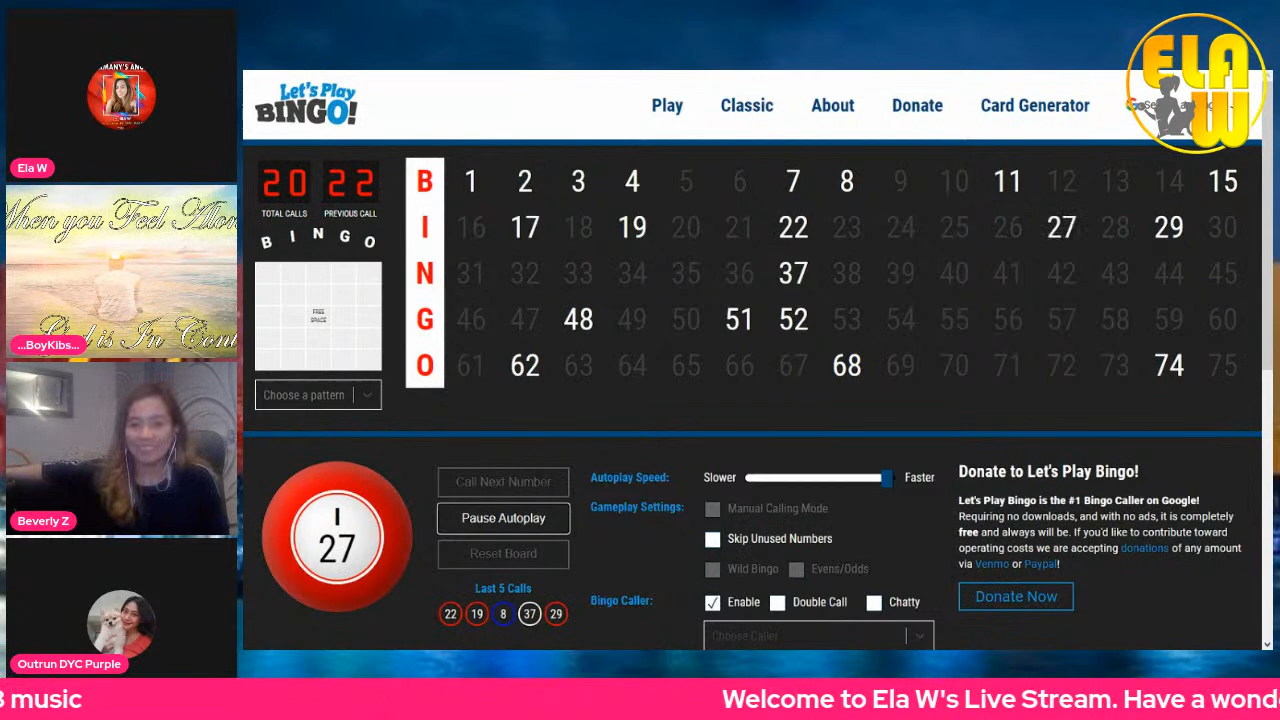 MANY'S
Ela W
When you Feel Alon
God is In Cont
...BoyKibs...
Beverly Z
Outrun DYC Purple
Let's Play
BINGO!
Play Classic About Donate Card Generator
ELA
W
20 22
TOTAL CALLS PREVIOUS CALL
B I N G O
FREE
SPACE
Choose a pattern
B 1 2 3 4 5 6 7 8 9 10 11 12 13 14 15
I 16 17 18 19 20 21 22 23 24 25 26 27 28 29 30
N 31 32 33 34 35 36 37 38 39 40 41 42 43 44 45
G 46 47 48 49 50 51 52 53 54 55 56 57 58 59 60
O 61 62 63 64 65 66 67 68 69 70 71 72 73 74 75
I
27
Call Next Number
Pause Autoplay
Reset Board
Last 5 Calls
22 19 8 37 29
Autoplay Speed: Slower Faster
Gameplay Settings: Manual Calling Mode
Skip Unused Numbers
Wild Bingo Evens/Odds
Bingo Caller: Enable Double Call Chatty
Choose Caller
Donate to Let's Play Bingo!
Let's Play Bingo is the #1 Bingo Caller on Google!
Requiring no downloads, and with no ads, it is completely
free and always will be. If you'd like to contribute toward
operating costs we are accepting donations of any amount
via Venmo or Paypal!
Donate Now
3 music Welcome to Ela W's Live Stream. Have a wond